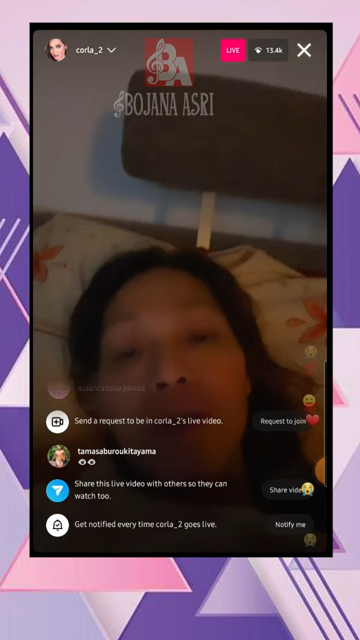 corla_2
LIVE
13.4k
BA
BOJANA ASRI
joined
Send a request to be in corla_2's live video.
Request to join
tamasaburoukitayama
Share this live video with others so they can
watch too.
Get notified every time corla_2 goes live.
Notify me